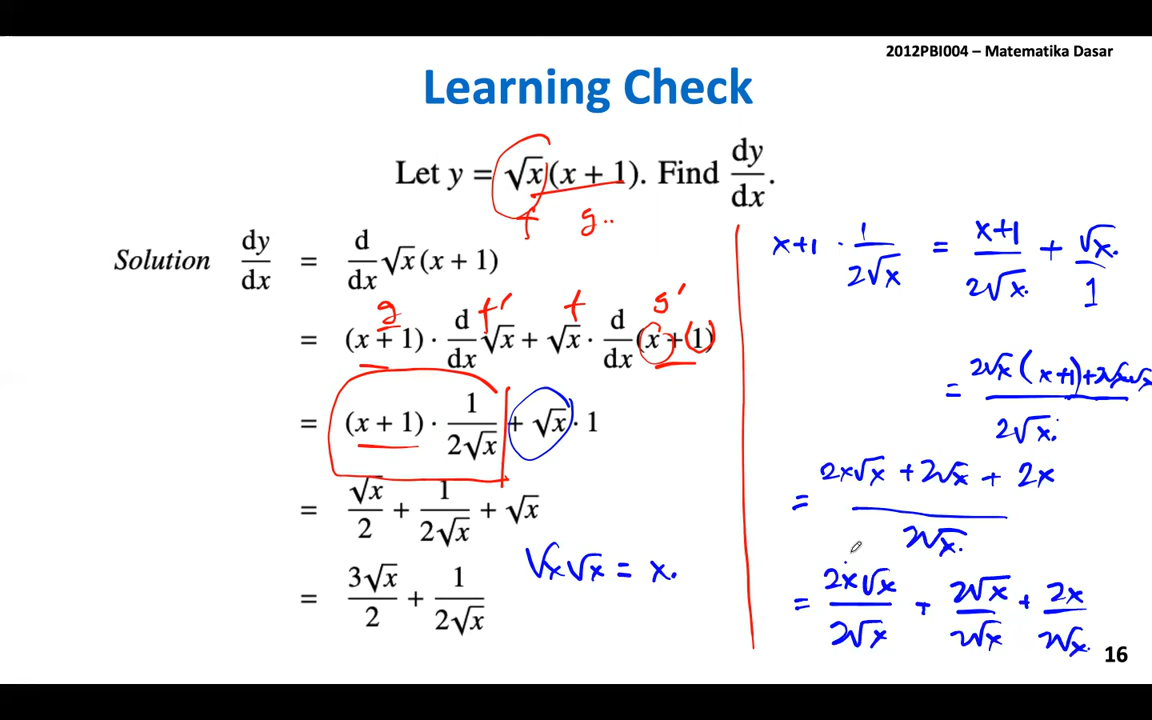 2012PBI004 – Matematika Dasar
Learning Check
Let y = √x(x + 1). Find dy/dx.
f g..
Solution dy/dx = d/dx √x(x + 1)
g f' f g'
= (x + 1) · d/dx √x + √x · d/dx (x + 1)
= (x + 1) · 1/(2√x) + √x · 1
= √x/2 + 1/(2√x) + √x
= 3√x/2 + 1/(2√x)
√x √x = x.
x+1 · 1/(2√x) = (x+1)/(2√x) + √x/1
= (2√x (x+1) + 2√x √x)/(2√x)
= (2x√x + 2√x + 2x)/(2√x)
= 2x√x/2√x + 2√x/2√x + 2x/2√x
16